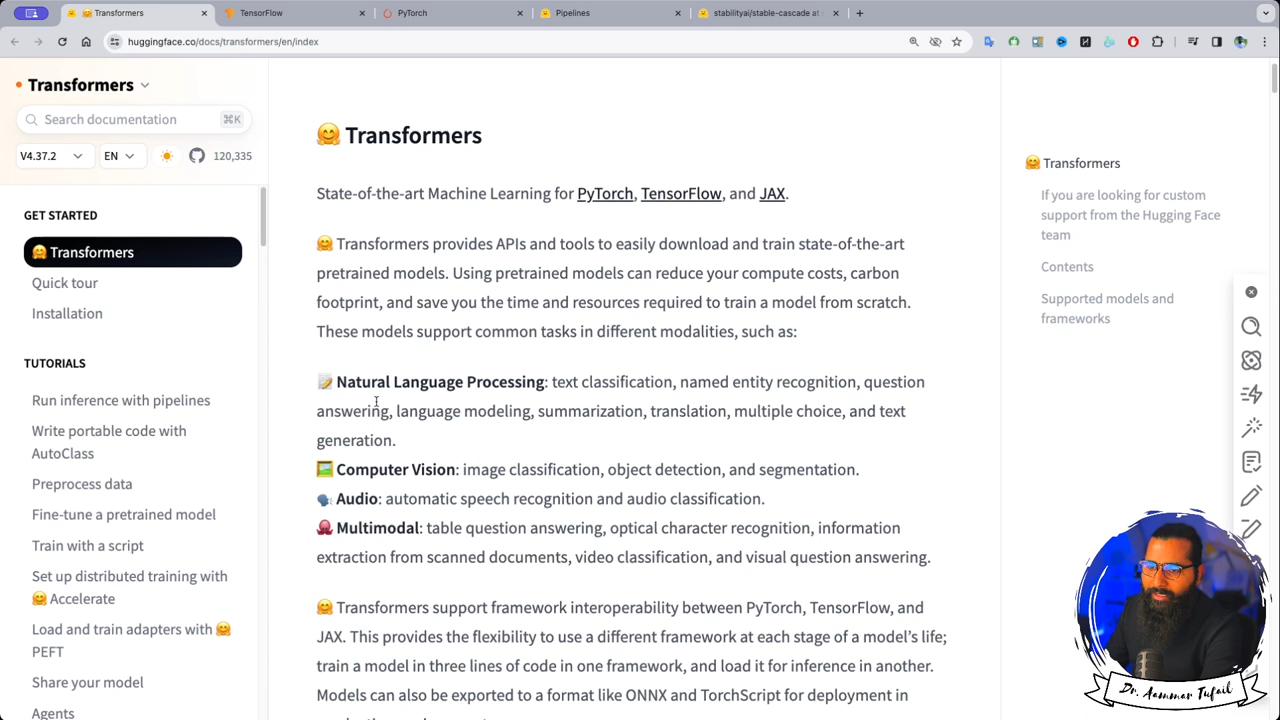 Transformers
TensorFlow
PyTorch
Pipelines
stabilityai/stable-cascade at
huggingface.co/docs/transformers/en/index
Transformers
Search documentation
⌘K
V4.37.2
EN
120,335
GET STARTED
🤗 Transformers
Quick tour
Installation
TUTORIALS
Run inference with pipelines
Write portable code with
AutoClass
Preprocess data
Fine-tune a pretrained model
Train with a script
Set up distributed training with
🤗 Accelerate
Load and train adapters with 🤗
PEFT
Share your model
Agents
🤗 Transformers
State-of-the-art Machine Learning for PyTorch, TensorFlow, and JAX.
🤗 Transformers provides APIs and tools to easily download and train state-of-the-art
pretrained models. Using pretrained models can reduce your compute costs, carbon
footprint, and save you the time and resources required to train a model from scratch.
These models support common tasks in different modalities, such as:
📝 Natural Language Processing: text classification, named entity recognition, question
answering, language modeling, summarization, translation, multiple choice, and text
generation.
🖼️ Computer Vision: image classification, object detection, and segmentation.
🗣️ Audio: automatic speech recognition and audio classification.
🐙 Multimodal: table question answering, optical character recognition, information
extraction from scanned documents, video classification, and visual question answering.
🤗 Transformers support framework interoperability between PyTorch, TensorFlow, and
JAX. This provides the flexibility to use a different framework at each stage of a model's life;
train a model in three lines of code in one framework, and load it for inference in another.
Models can also be exported to a format like ONNX and TorchScript for deployment in
🤗 Transformers
If you are looking for custom
support from the Hugging Face
team
Contents
Supported models and
frameworks
Dr. Aammar Tufail